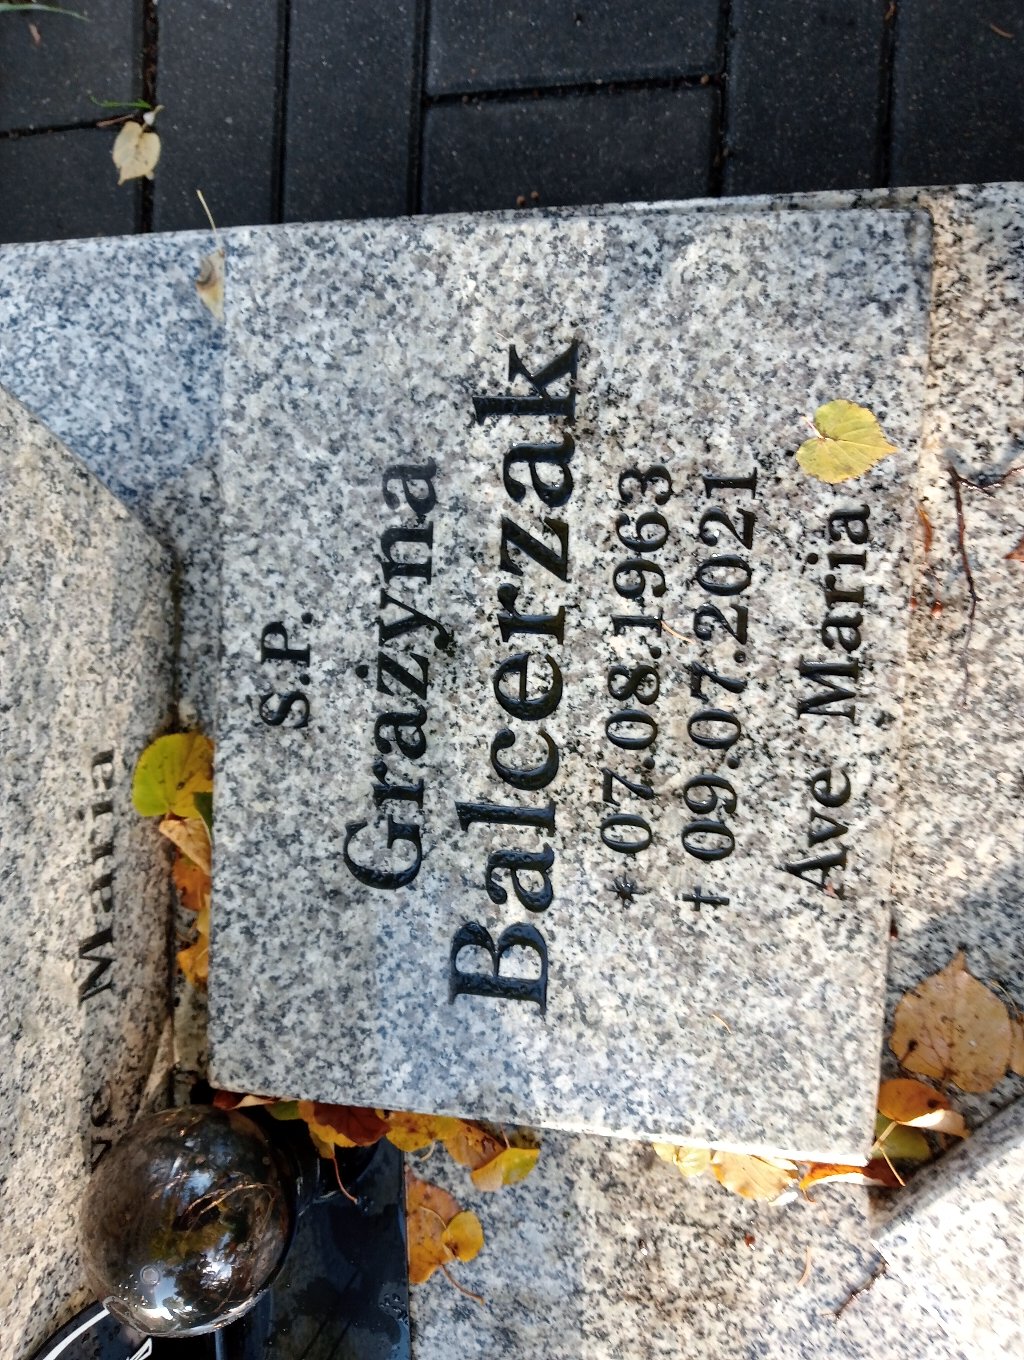 Ś.P.
Grażyna
Balcerzak
* 07.08.1963
† 09.07.2021
Ave Maria
Maria